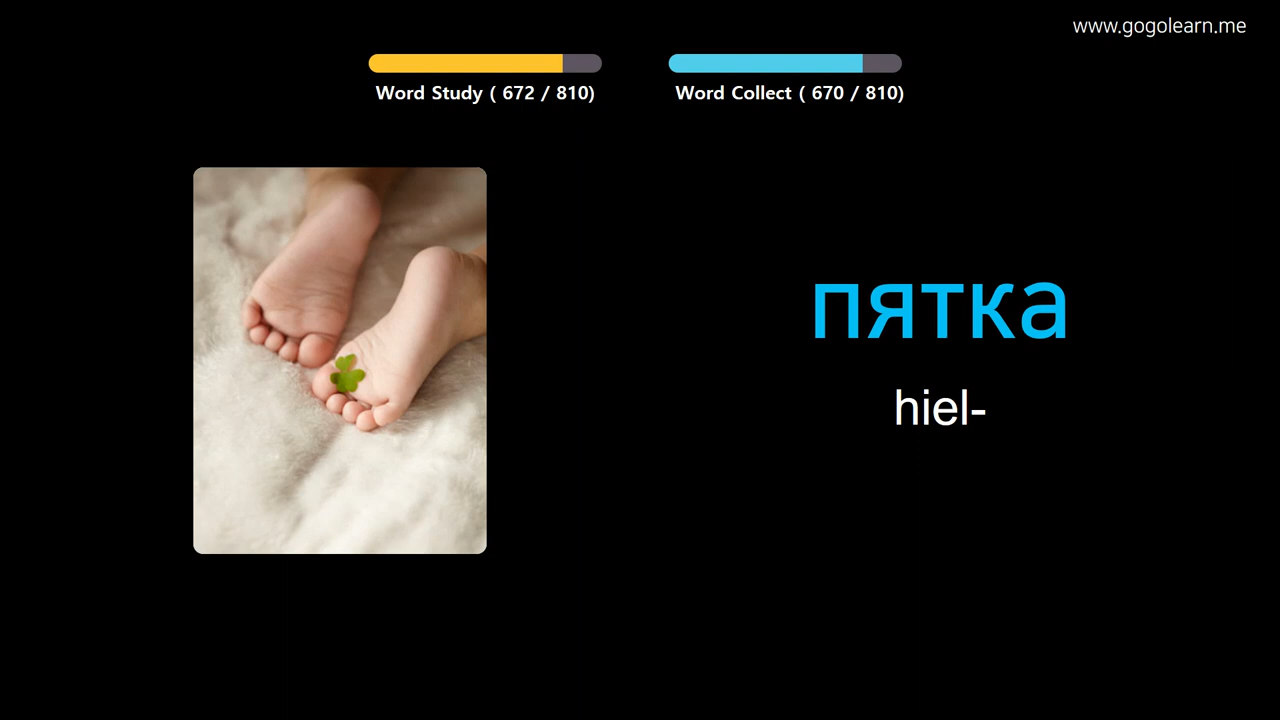 www.gogolearn.me
Word Study ( 672 / 810)
Word Collect ( 670 / 810)
пятка
hiel-